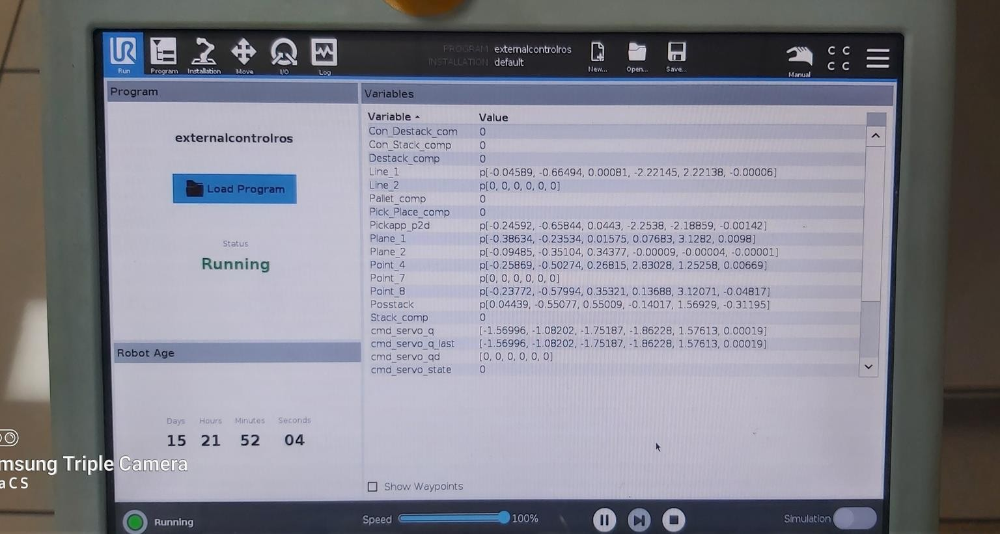 PROGRAM externalcontrolros
INSTALLATION default
UR
Run
Program
Installation
Move
I/O
Log
New...
Open...
Save...
Manual
C C
C C
Program
externalcontrolros
Load Program
Status
Running
Robot Age
Days Hours Minutes Seconds
15 21 52 04
Variables
Variable Value
Con_Destack_com 0
Con_Stack_comp 0
Destack_comp 0
Line_1 p[-0.04589, -0.66494, 0.00081, -2.22145, 2.22138, -0.00006]
Line_2 p[0, 0, 0, 0, 0, 0]
Pallet_comp 0
Pick_Place_comp 0
Pickapp_p2d p[-0.24592, -0.65844, 0.0443, -2.2538, -2.18859, -0.00142]
Plane_1 p[-0.38634, -0.23534, 0.01575, 0.07683, 3.1282, 0.0098]
Plane_2 p[-0.09485, -0.35104, 0.34377, -0.00009, -0.00004, -0.00001]
Point_4 p[-0.25869, -0.50274, 0.26815, 2.83028, 1.25258, 0.00669]
Point_7 p[0, 0, 0, 0, 0, 0]
Point_8 p[-0.23772, -0.57994, 0.35321, 0.13688, 3.12071, -0.04817]
Posstack p[0.04439, -0.55077, 0.55009, -0.14017, 1.56929, -0.31195]
Stack_comp 0
cmd_servo_q [-1.56996, -1.08202, -1.75187, -1.86228, 1.57613, 0.00019]
cmd_servo_q_last [-1.56996, -1.08202, -1.75187, -1.86228, 1.57613, 0.00019]
cmd_servo_qd [0, 0, 0, 0, 0, 0]
cmd_servo_state 0
Show Waypoints
Running
Speed 100%
Simulation
msung Triple Camera
a C S